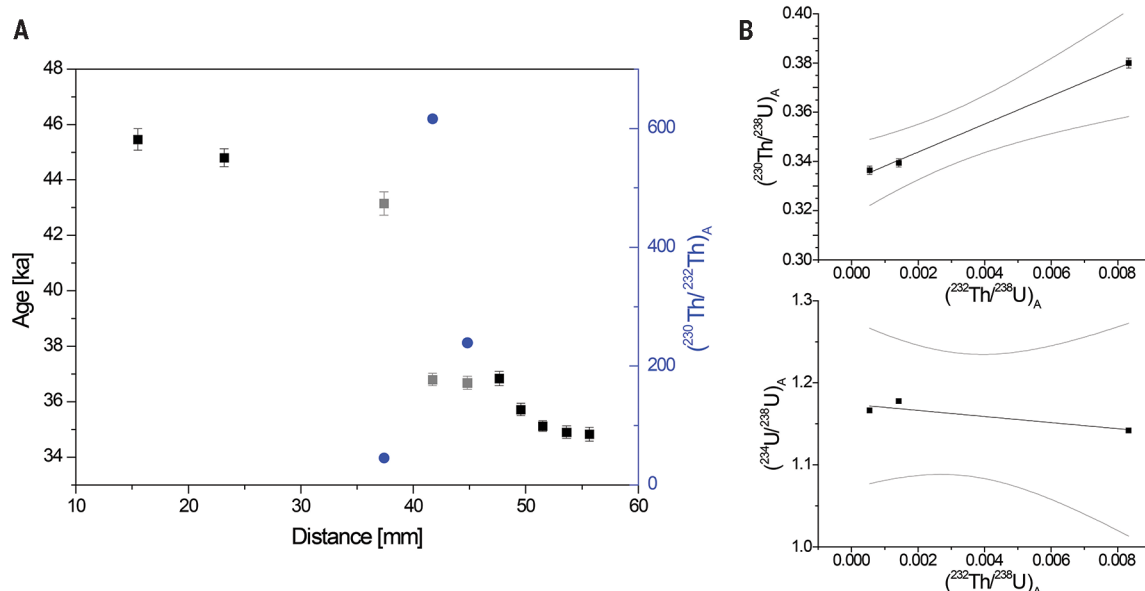 A
48
46
44
42
40
38
36
34
Age [ka]
10 20 30 40 50 60
Distance [mm]
600
400
200
0
(²³⁰Th/²³²Th)A
B
0.40
0.38
0.36
0.34
0.32
0.30
(²³⁰Th/²³⁸U)A
0.000 0.002 0.004 0.006 0.008
(²³²Th/²³⁸U)A
1.3
1.2
1.1
1.0
(²³⁴U/²³⁸U)A
0.000 0.002 0.004 0.006 0.008
(²³²Th/²³⁸U)A